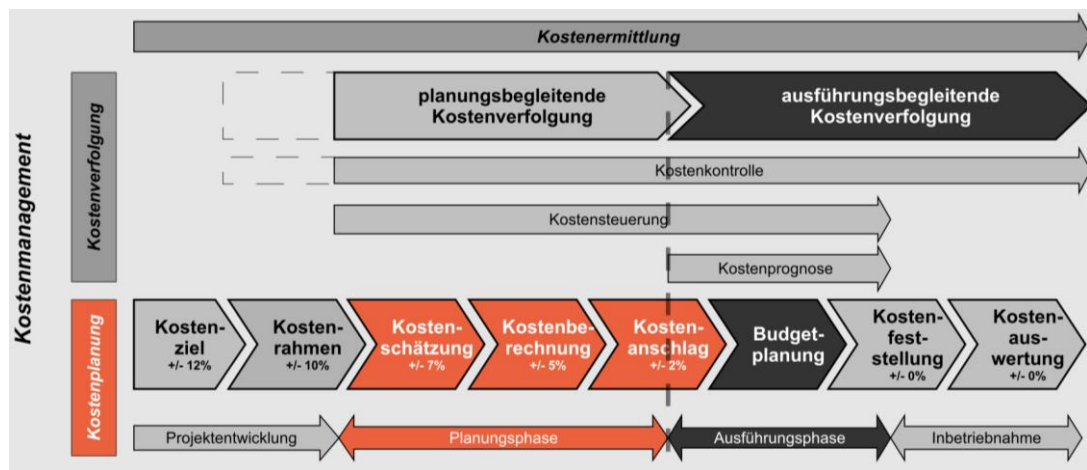 Kostenmanagement
Kostenermittlung
Kostenverfolgung
planungsbegleitende
Kostenverfolgung
ausführungsbegleitende
Kostenverfolgung
Kostenkontrolle
Kostensteuerung
Kostenprognose
Kostenplanung
Kosten-
ziel
+/- 12%
Kosten-
rahmen
+/- 10%
Kosten-
schätzung
+/- 7%
Kostenbe-
rechnung
+/- 5%
Kosten-
anschlag
+/- 2%
Budget-
planung
Kosten-
fest-
stellung
+/- 0%
Kosten-
aus-
wertung
+/- 0%
Projektentwicklung
Planungsphase
Ausführungsphase
Inbetriebnahme